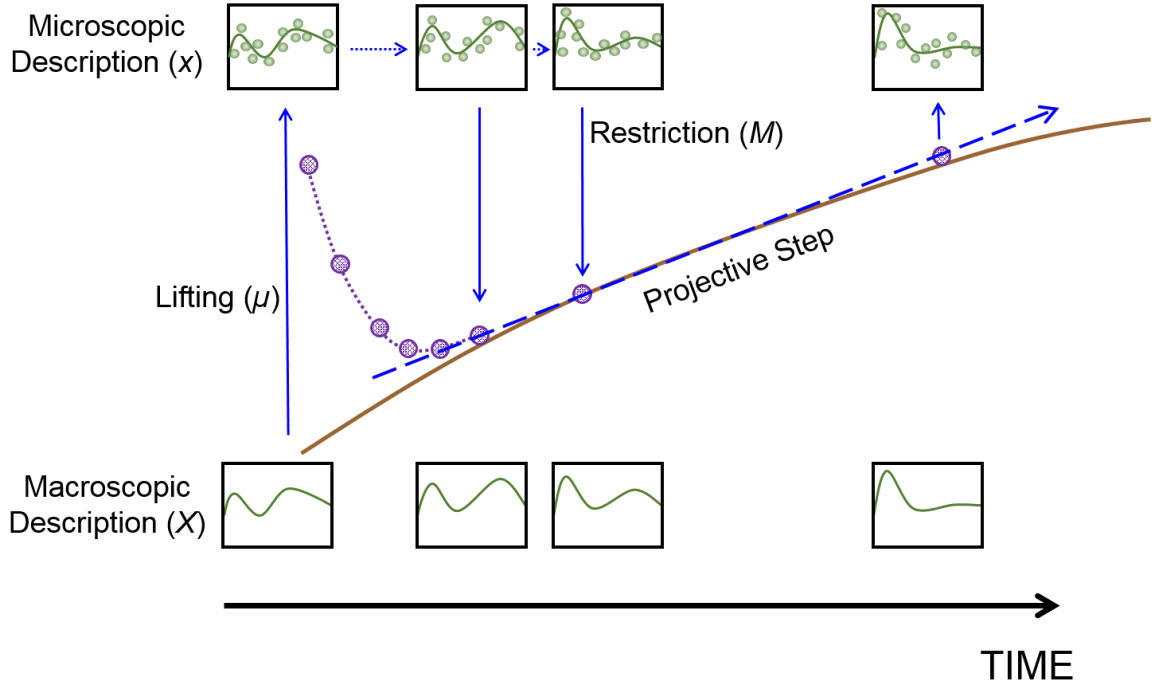 Microscopic
Description (x)
Restriction (M)
Lifting (μ)
Projective Step
Macroscopic
Description (X)
TIME